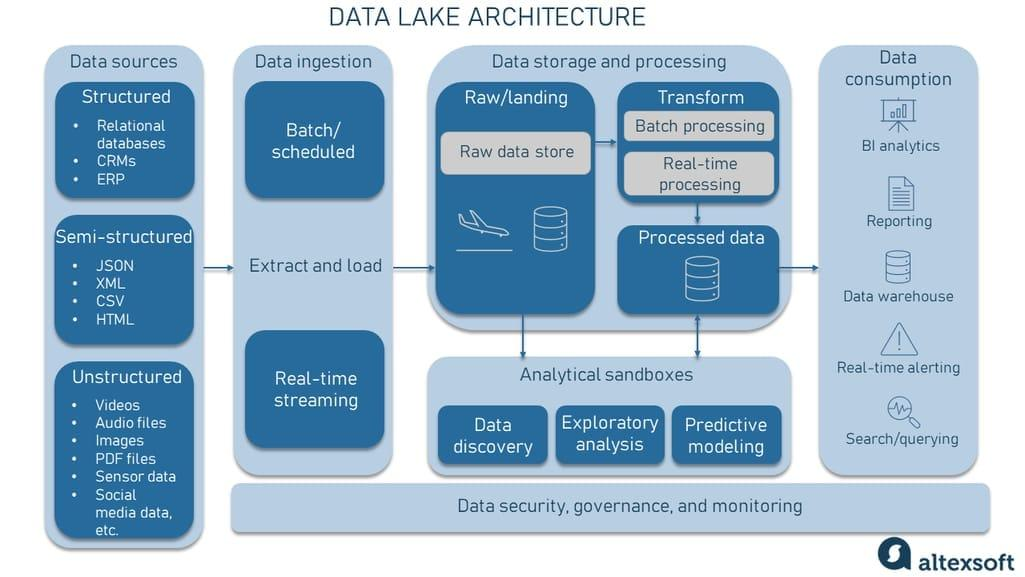 DATA LAKE ARCHITECTURE
Data sources
Structured
• Relational
databases
• CRMs
• ERP
Semi-structured
• JSON
• XML
• CSV
• HTML
Unstructured
• Videos
• Audio files
• Images
• PDF files
• Sensor data
• Social
media data,
etc.
Data ingestion
Batch/
scheduled
Extract and load
Real-time
streaming
Data storage and processing
Raw/landing
Raw data store
Transform
Batch processing
Real-time
processing
Processed data
Analytical sandboxes
Data
discovery
Exploratory
analysis
Predictive
modeling
Data
consumption
BI analytics
Reporting
Data warehouse
Real-time alerting
Search/querying
Data security, governance, and monitoring
altexsoft